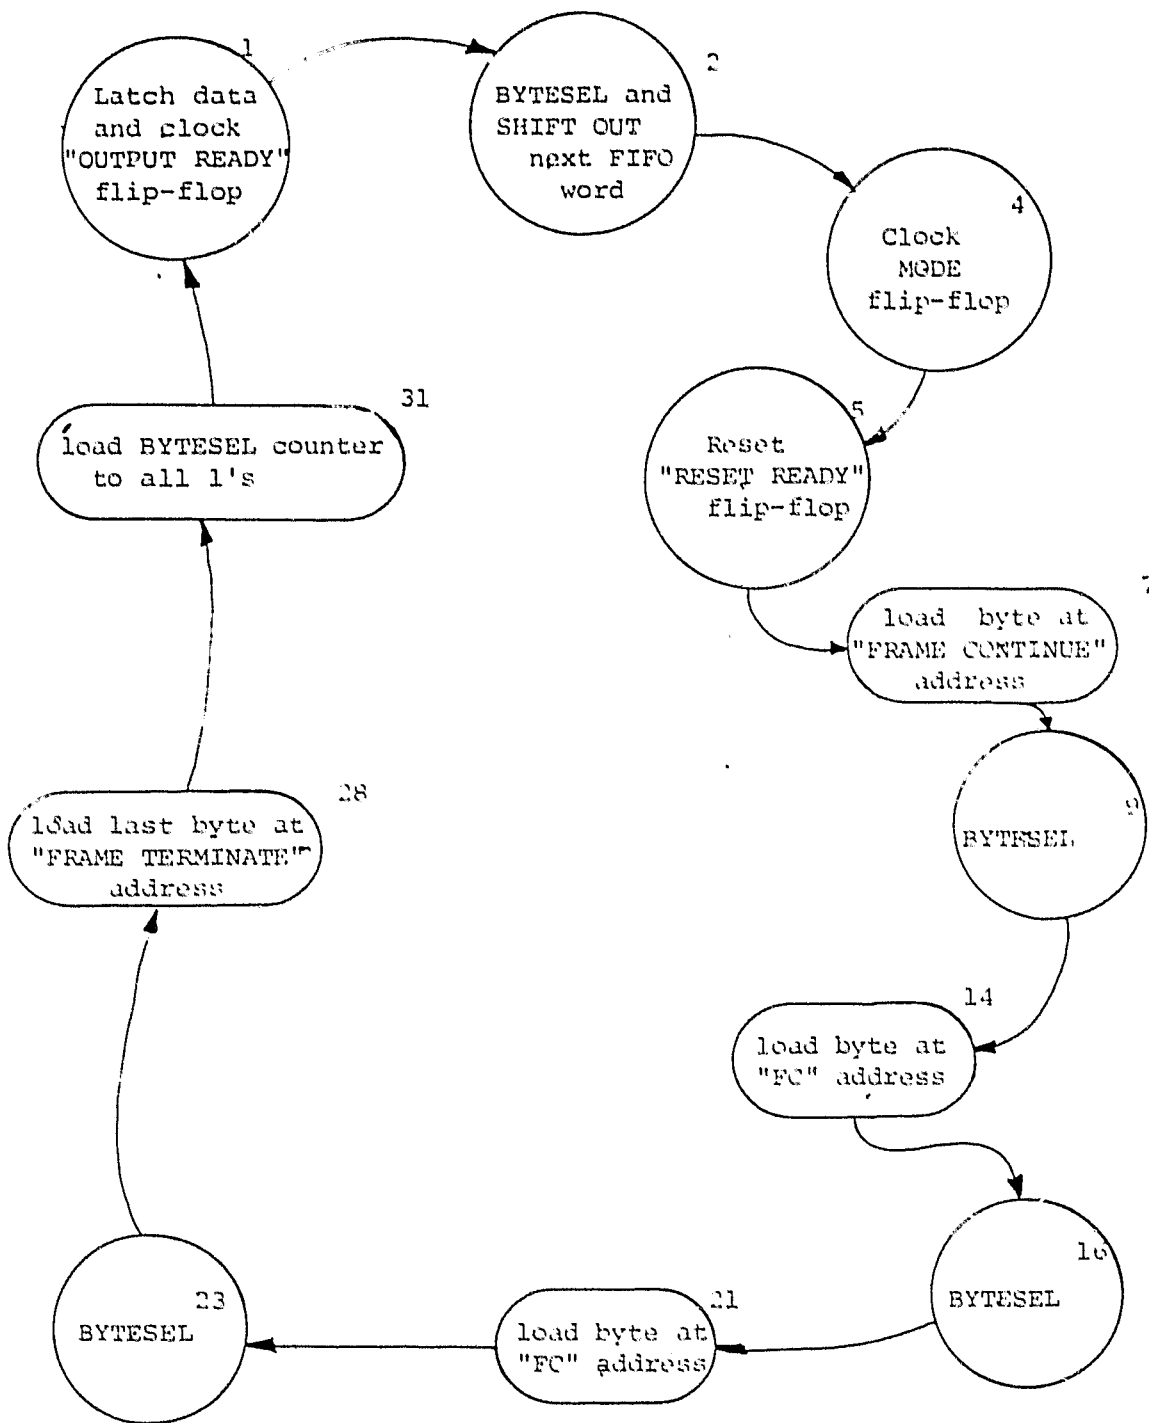 1
Latch data
and clock
"OUTPUT READY"
flip-flop
2
BYTESEL and
SHIFT OUT
next FIFO
word
4
Clock
MODE
flip-flop
5
Reset
"RESET READY"
flip-flop
7
load byte at
"FRAME CONTINUE"
address
9
BYTESEL
14
load byte at
"FC" address
16
BYTESEL
21
load byte at
"FC" address
23
BYTESEL
28
load last byte at
"FRAME TERMINATE"
address
31
load BYTESEL counter
to all 1's